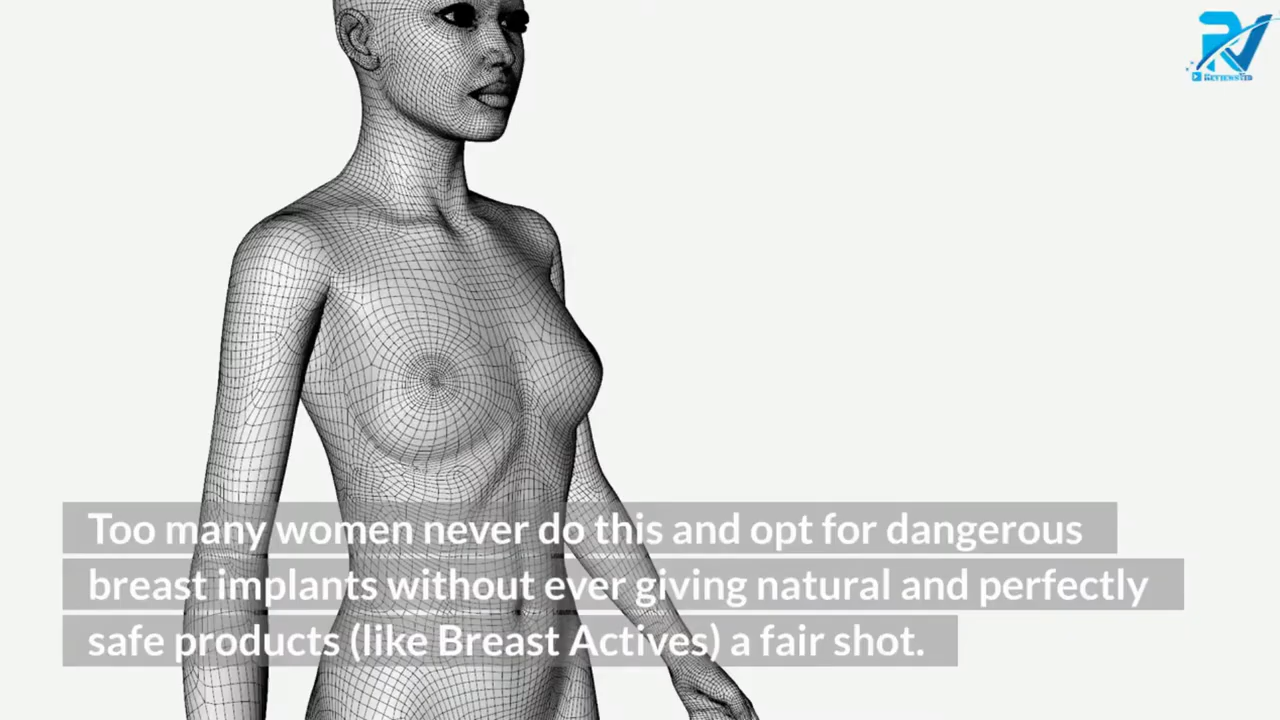 Too many women never do this and opt for dangerous
breast implants without ever giving natural and perfectly
safe products (like Breast Actives) a fair shot.